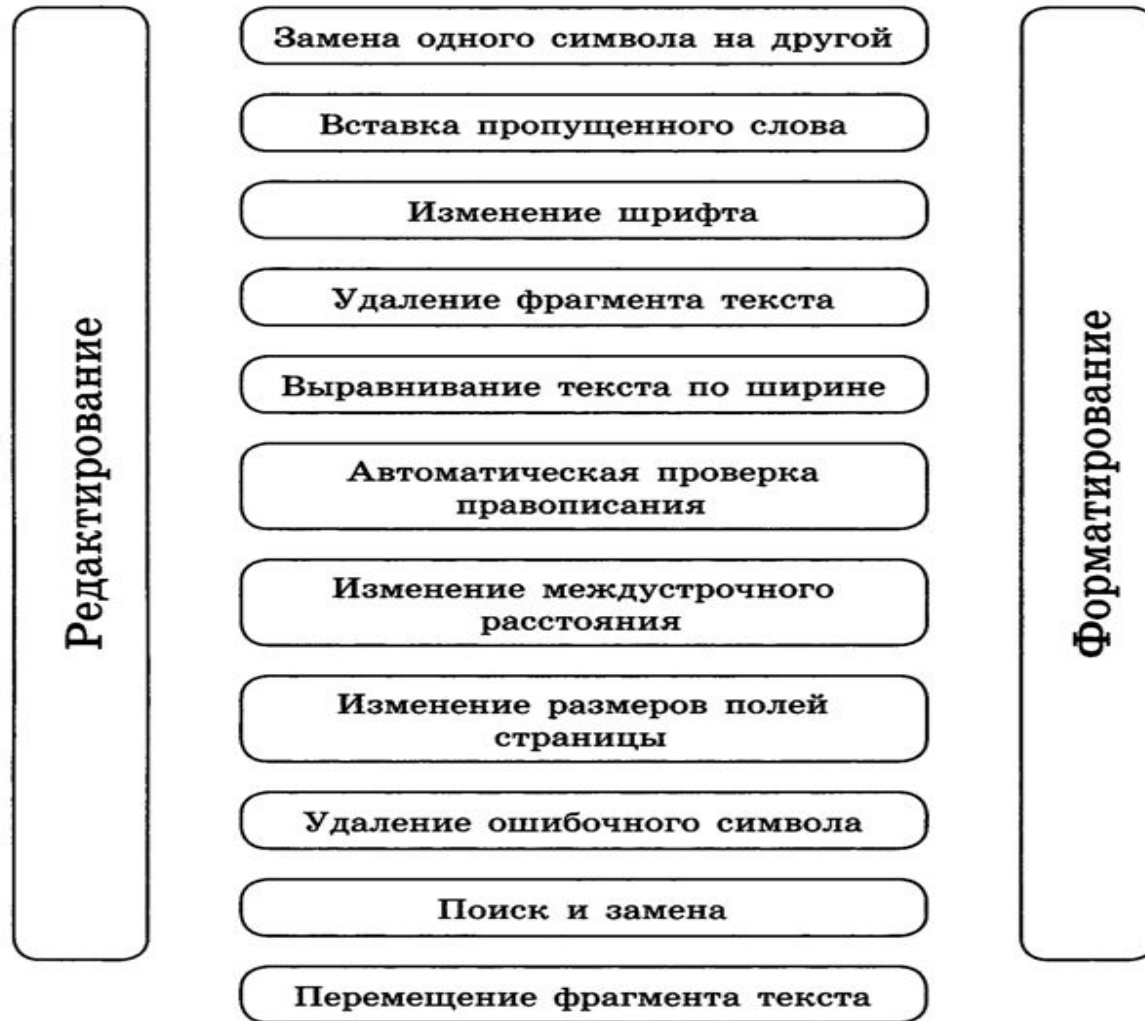 Редактирование
Замена одного символа на другой
Вставка пропущенного слова
Изменение шрифта
Удаление фрагмента текста
Выравнивание текста по ширине
Автоматическая проверка
правописания
Изменение междустрочного
расстояния
Изменение размеров полей
страницы
Удаление ошибочного символа
Поиск и замена
Перемещение фрагмента текста
Форматирование